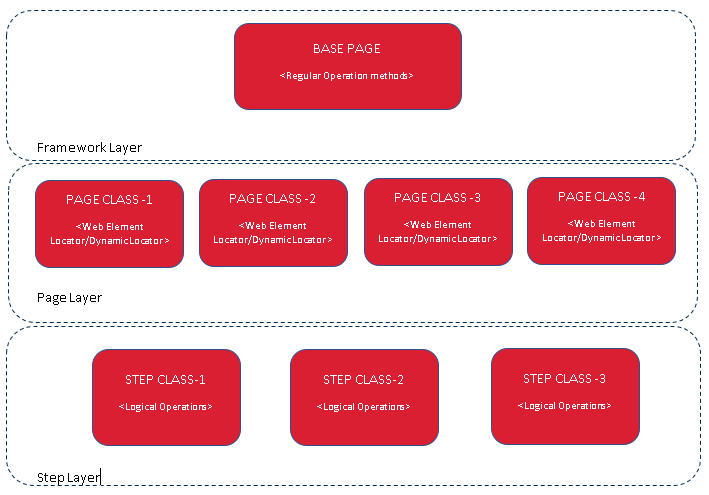 BASE PAGE
<Regular Operation methods>
Framework Layer
PAGE CLASS -1
<Web Element
Locator/DynamicLocator>
PAGE CLASS -2
<Web Element
Locator/DynamicLocator>
PAGE CLASS -3
<Web Element
Locator/DynamicLocator>
PAGE CLASS -4
<Web Element
Locator/DynamicLocator>
Page Layer
STEP CLASS-1
<Logical Operations>
STEP CLASS-2
<Logical Operations>
STEP CLASS -3
<Logical Operations>
Step Layer